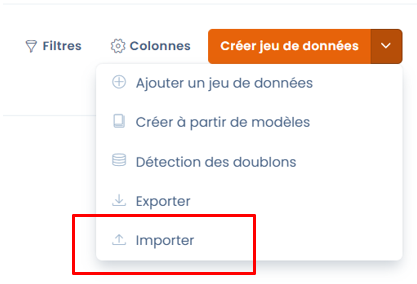 Filtres
Colonnes
Créer jeu de données
Ajouter un jeu de données
Créer à partir de modèles
Détection des doublons
Exporter
Importer